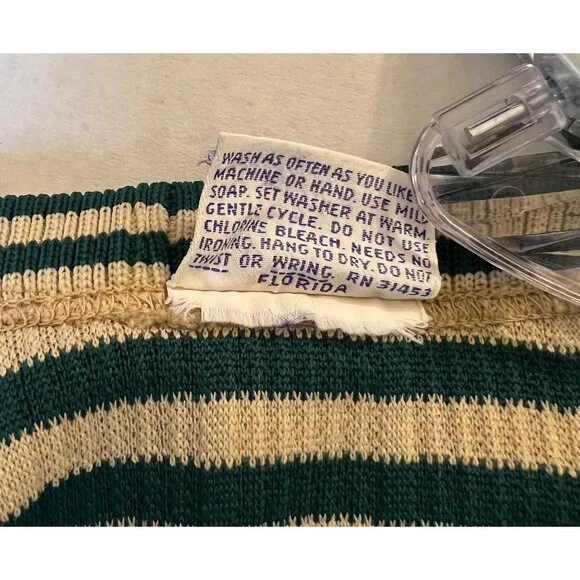 WASH AS OFTEN AS YOU LIKE
MACHINE OR HAND. USE MILD
SOAP. SET WASHER AT WARM
GENTLE CYCLE. DO NOT USE
CHLORINE BLEACH. NEEDS NO
IRONING. HANG TO DRY. DO NOT
TWIST OR WRING. RN 31453
FLORIDA